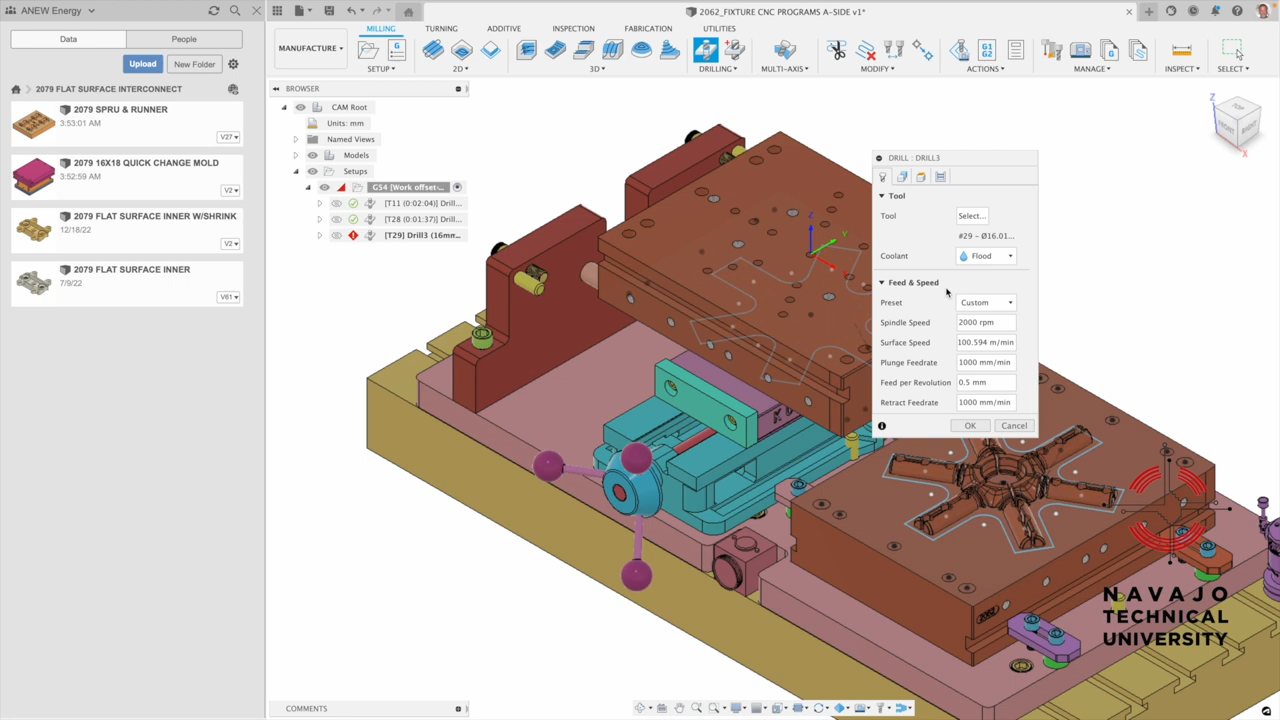 ANEW Energy
Data
People
Upload
New Folder
2079 FLAT SURFACE INTERCONNECT
2079 SPRU & RUNNER
3:53:01 AM
V27
2079 16X18 QUICK CHANGE MOLD
3:52:59 AM
V2
2079 FLAT SURFACE INNER W/SHRINK
12/18/22
V2
2079 FLAT SURFACE INNER
7/9/22
V61
2062_FIXTURE CNC PROGRAMS A-SIDE v1*
MANUFACTURE
MILLING
TURNING
ADDITIVE
INSPECTION
FABRICATION
UTILITIES
G
G1
G2
G
SETUP
2D
3D
DRILLING
MULTI-AXIS
MODIFY
ACTIONS
MANAGE
INSPECT
SELECT
BROWSER
CAM Root
Units: mm
Named Views
Models
Setups
G54 [Work offset-...
[T11 (0:02:04)] Drill...
[T28 (0:01:37)] Drill...
[T29] Drill3 (16mm...
DRILL : DRILL3
Tool
Tool
Select...
#29 - Ø16.01...
Coolant
Flood
Feed & Speed
Preset
Custom
Spindle Speed
2000 rpm
Surface Speed
100.594 m/min
Plunge Feedrate
1000 mm/min
Feed per Revolution
0.5 mm
Retract Feedrate
1000 mm/min
OK
Cancel
Z
TOP
FRONT
RIGHT
X
Z
Y
2062
NAVAJO
TECHNICAL
UNIVERSITY
COMMENTS